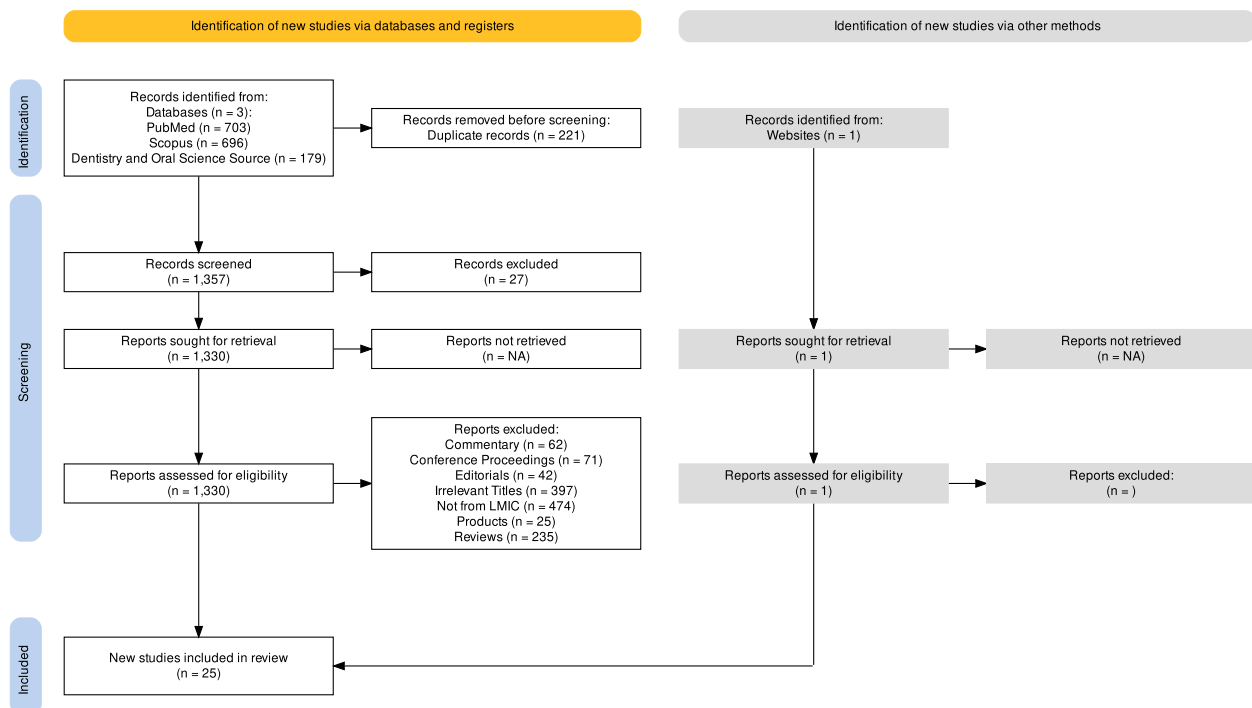 Identification of new studies via databases and registers
Identification of new studies via other methods
Identification
Records identified from:
Databases (n = 3):
PubMed (n = 703)
Scopus (n = 696)
Dentistry and Oral Science Source (n = 179)
Records removed before screening:
Duplicate records (n = 221)
Records identified from:
Websites (n = 1)
Screening
Records screened
(n = 1,357)
Records excluded
(n = 27)
Reports sought for retrieval
(n = 1,330)
Reports not retrieved
(n = NA)
Reports sought for retrieval
(n = 1)
Reports not retrieved
(n = NA)
Reports assessed for eligibility
(n = 1,330)
Reports excluded:
Commentary (n = 62)
Conference Proceedings (n = 71)
Editorials (n = 42)
Irrelevant Titles (n = 397)
Not from LMIC (n = 474)
Products (n = 25)
Reviews (n = 235)
Reports assessed for eligibility
(n = 1)
Reports excluded:
(n = )
Included
New studies included in review
(n = 25)